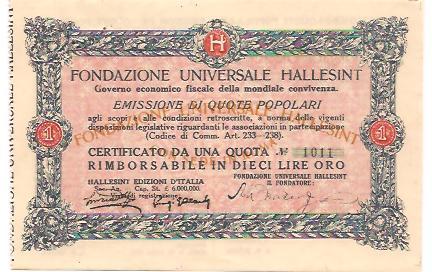 H
FONDAZIONE UNIVERSALE HALLESINT
Governo economico fiscale della mondiale convivenza.
EMISSIONE DI QUOTE POPOLARI
agli scopi e alle condizioni retroscritte, a norma delle vigenti
disposizioni legislative riguardanti le associazioni in partecipazione
(Codice di Comm. Art. 233 - 238).
CERTIFICATO DA UNA QUOTA N° 1011
RIMBORSABILE IN DIECI LIRE ORO
HALLESINT EDIZIONI D'ITALIA
Soc. An. Cap. St. £ 6.000.000.
FONDAZIONE UNIVERSALE HALLESINT
IL FONDATORE:
1
1